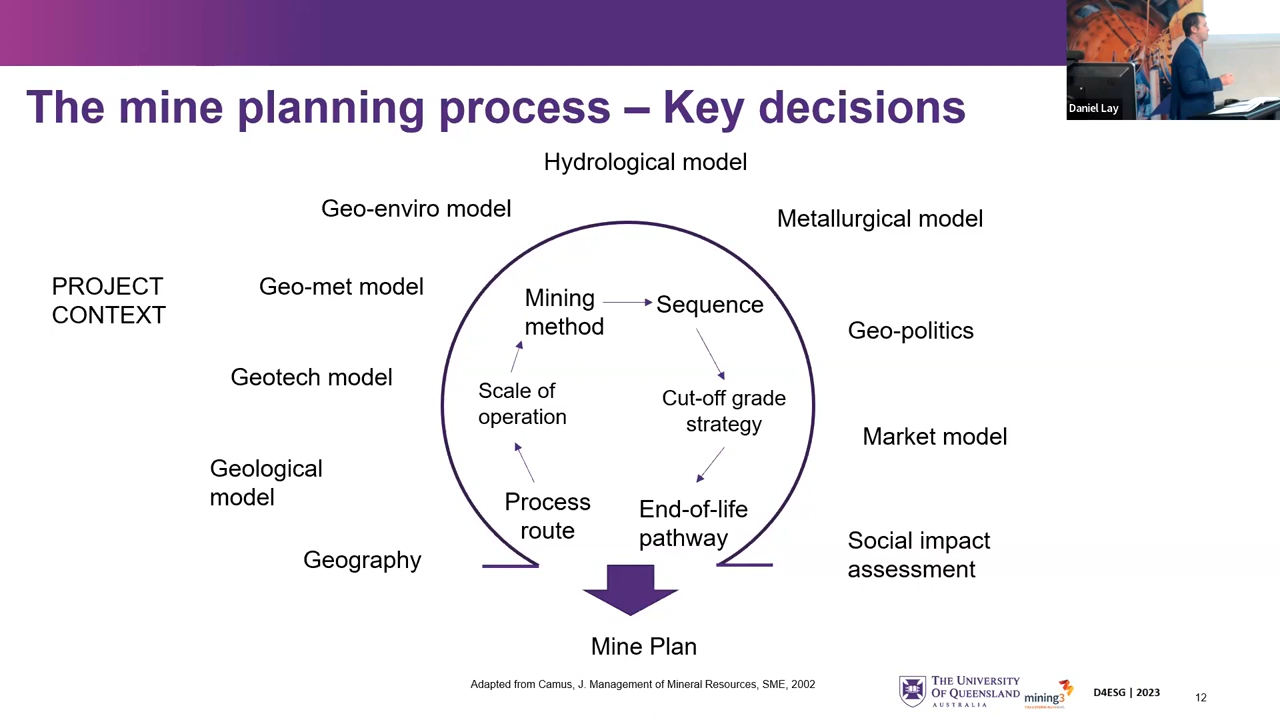 Daniel Lay
The mine planning process – Key decisions
Hydrological model
Geo-enviro model
Metallurgical model
PROJECT
CONTEXT
Geo-met model
Mining
method
Sequence
Geo-politics
Geotech model
Scale of
operation
Cut-off grade
strategy
Market model
Geological
model
Process
route
End-of-life
pathway
Geography
Social impact
assessment
Mine Plan
Adapted from Camus, J. Management of Mineral Resources, SME, 2002
THE UNIVERSITY
OF QUEENSLAND
AUSTRALIA
mining3
D4ESG | 2023
12